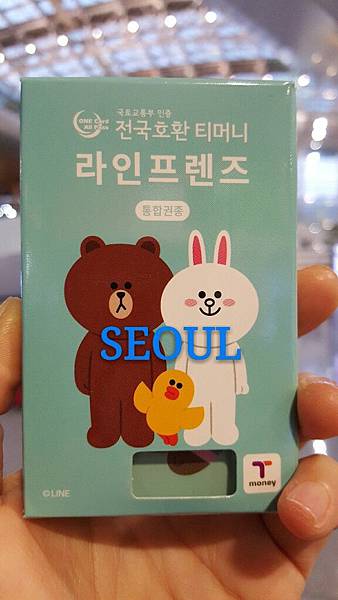 ONE Card
All Pass
국토교통부 인증
전국호환 티머니
라인프렌즈
통합권종
SEOUL
©LINE
T
money